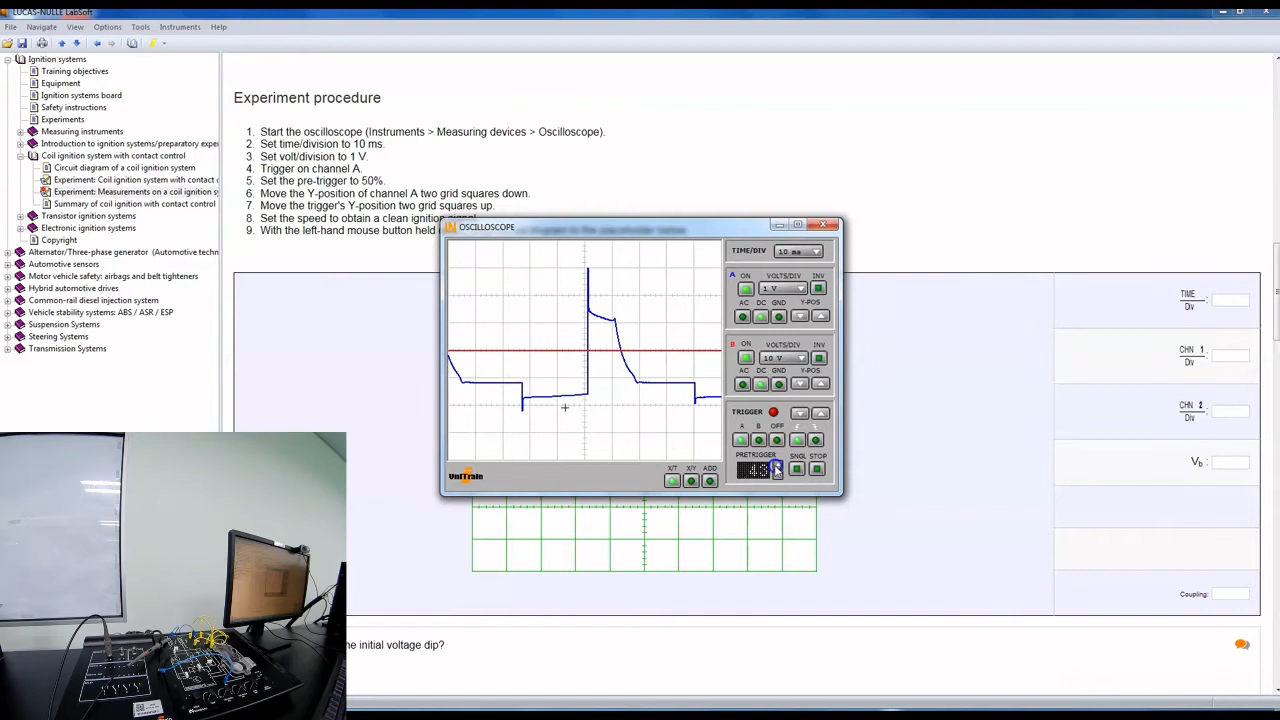 LUCAS-NULLE LabSoft
File Navigate View Options Tools Instruments Help
Ignition systems
Training objectives
Equipment
Ignition systems board
Safety instructions
Experiments
Measuring instruments
Introduction to ignition systems/preparatory exper
Coil ignition system with contact control
Circuit diagram of a coil ignition system
Experiment: Coil ignition system with contact c
Experiment: Measurements on a coil ignition sy
Summary of coil ignition with contact control
Transistor ignition systems
Electronic ignition systems
Copyright
Alternator/Three-phase generator (Automotive techn
Automotive sensors
Motor vehicle safety: airbags and belt tighteners
Hybrid automotive drives
Common-rail diesel injection system
Vehicle stability systems: ABS / ASR / ESP
Suspension Systems
Steering Systems
Transmission Systems
Experiment procedure
1. Start the oscilloscope (Instruments > Measuring devices > Oscilloscope).
2. Set time/division to 10 ms.
3. Set volt/division to 1 V.
4. Trigger on channel A.
5. Set the pre-trigger to 50%.
6. Move the Y-position of channel A two grid squares down.
7. Move the trigger's Y-position two grid squares up.
8. Set the speed to obtain a clean ignition signal.
9. With the left-hand mouse button held
OSCILLOSCOPE
TIME/DIV 10 ms
A ON VOLTS/DIV INV
1 V
AC DC GND Y-POS
B ON VOLTS/DIV INV
10 V
AC DC GND Y-POS
TRIGGER
A B OFF
PRETRIGGER SNGL STOP
UniTrain
X/T X/Y ADD
TIME
Div :
CHN 1
Div :
CHN 2
Div :
Vb :
Coupling:
he initial voltage dip?